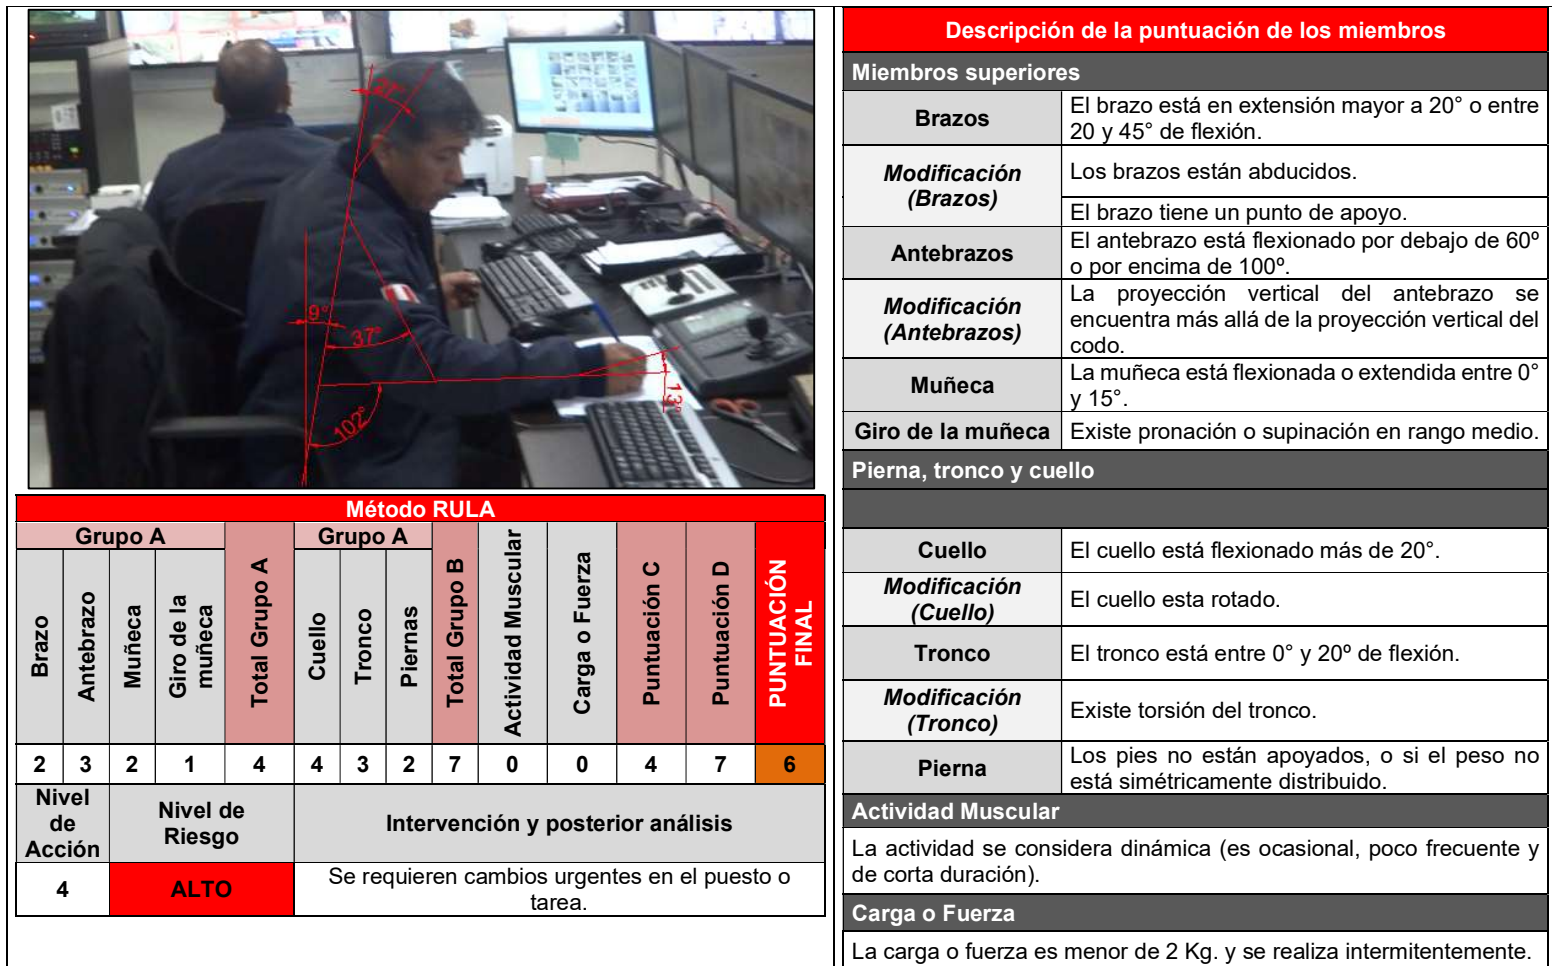 27°
9°
37°
102°
13°
Método RULA
Grupo A
Grupo A
Brazo
Antebrazo
Muñeca
Giro de la
muñeca
Total Grupo A
Cuello
Tronco
Piernas
Total Grupo B
Actividad Muscular
Carga o Fuerza
Puntuación C
Puntuación D
PUNTUACIÓN
FINAL
2 3 2 1 4 4 3 2 7 0 0 4 7 6
Nivel
de
Acción
Nivel de
Riesgo
Intervención y posterior análisis
4
ALTO
Se requieren cambios urgentes en el puesto o
tarea.
Descripción de la puntuación de los miembros
Miembros superiores
Brazos
El brazo está en extensión mayor a 20° o entre
20 y 45° de flexión.
Modificación
(Brazos)
Los brazos están abducidos.
El brazo tiene un punto de apoyo.
Antebrazos
El antebrazo está flexionado por debajo de 60º
o por encima de 100º.
Modificación
(Antebrazos)
La proyección vertical del antebrazo se
encuentra más allá de la proyección vertical del
codo.
Muñeca
La muñeca está flexionada o extendida entre 0°
y 15°.
Giro de la muñeca
Existe pronación o supinación en rango medio.
Pierna, tronco y cuello
Cuello
El cuello está flexionado más de 20°.
Modificación
(Cuello)
El cuello esta rotado.
Tronco
El tronco está entre 0° y 20º de flexión.
Modificación
(Tronco)
Existe torsión del tronco.
Pierna
Los pies no están apoyados, o si el peso no
está simétricamente distribuido.
Actividad Muscular
La actividad se considera dinámica (es ocasional, poco frecuente y
de corta duración).
Carga o Fuerza
La carga o fuerza es menor de 2 Kg. y se realiza intermitentemente.